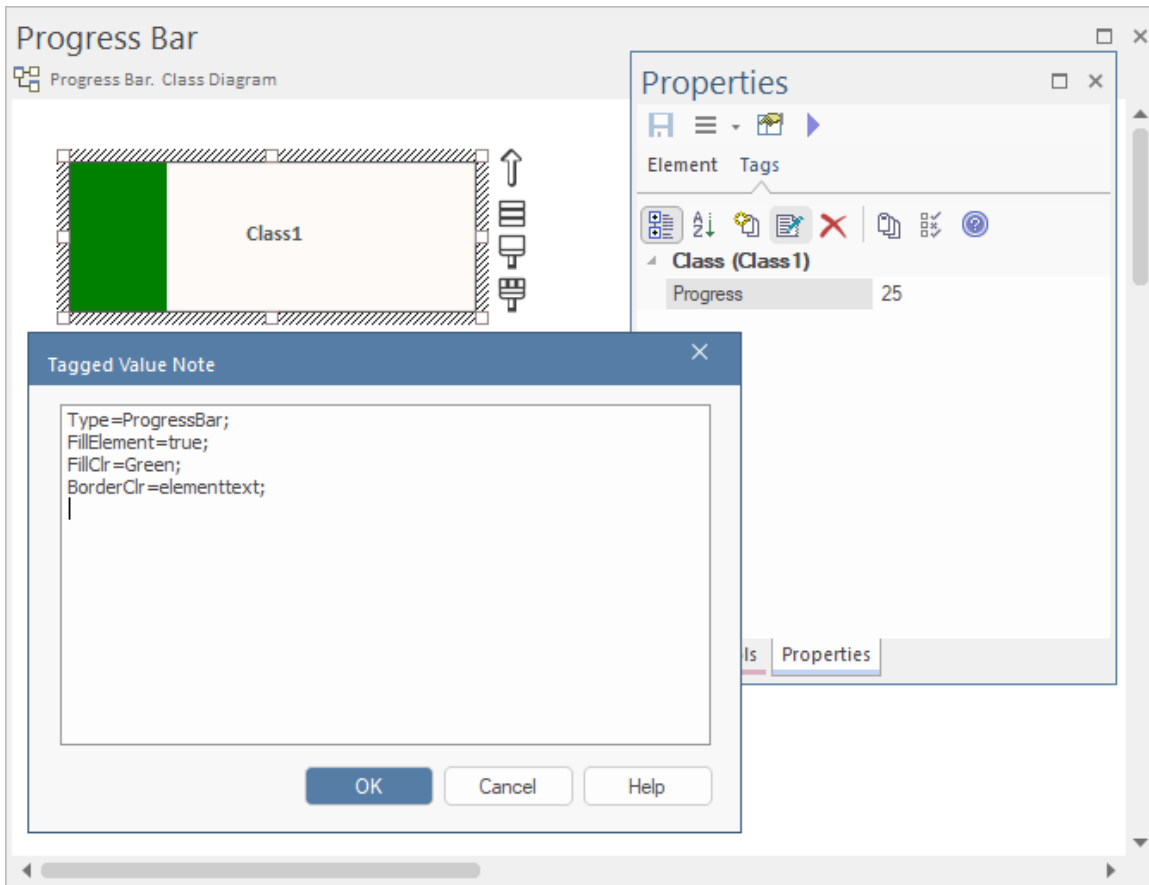 Progress Bar
Progress Bar. Class Diagram
Class1
Properties
Element Tags
Class (Class1)
Progress 25
Tagged Value Note
Type=ProgressBar;
FillElement=true;
FillClr=Green;
BorderClr=elementtext;
OK Cancel Help
ls Properties